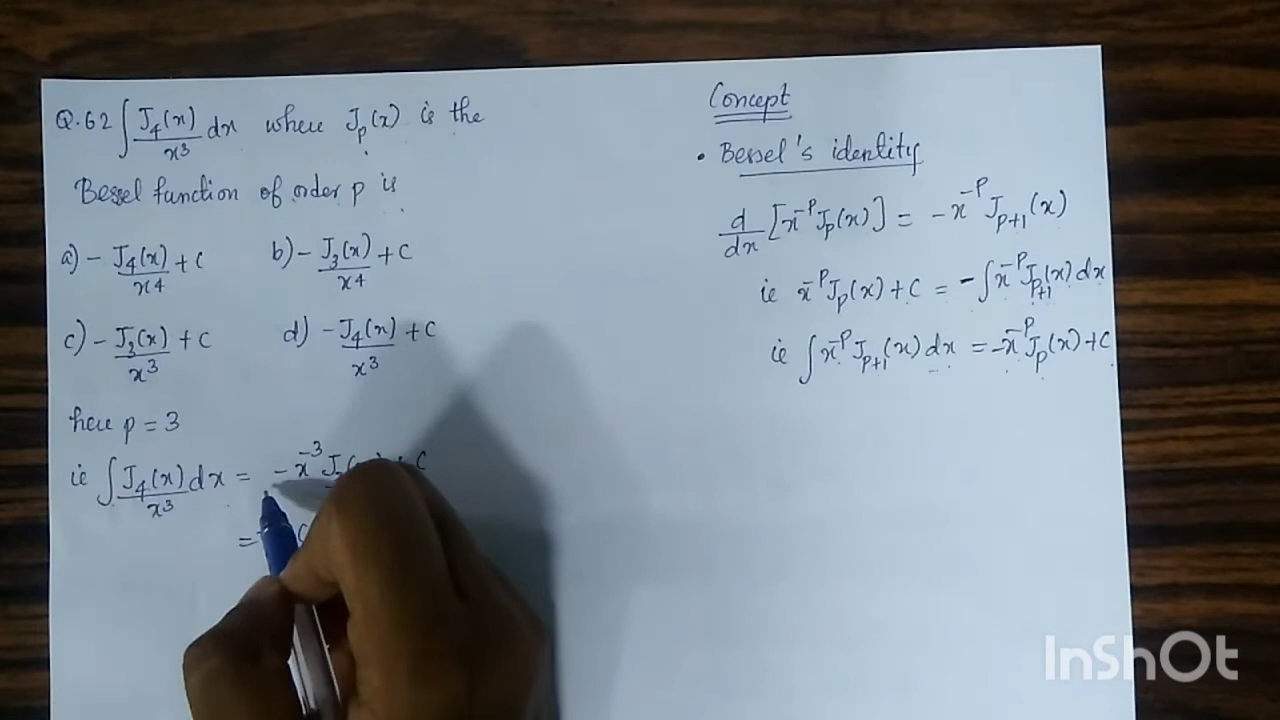 Q.62 ∫ J₄(x)/x³ dx where Jₚ(x) is the
Bessel function of order p is
a) - J₄(x)/x⁴ + C b) - J₃(x)/x⁴ + C
c) - J₃(x)/x³ + C d) - J₄(x)/x³ + C
here p = 3
ie ∫ J₄(x)/x³ dx = - x⁻³ J + C
=
Concept
• Bessel's identity
d/dx [x⁻ᵖ Jₚ(x)] = - x⁻ᵖ Jₚ₊₁(x)
ie x⁻ᵖ Jₚ(x) + C = - ∫ x⁻ᵖ Jₚ₊₁(x) dx
ie ∫ x⁻ᵖ Jₚ₊₁(x) dx = - x⁻ᵖ Jₚ(x) + C
InShOt